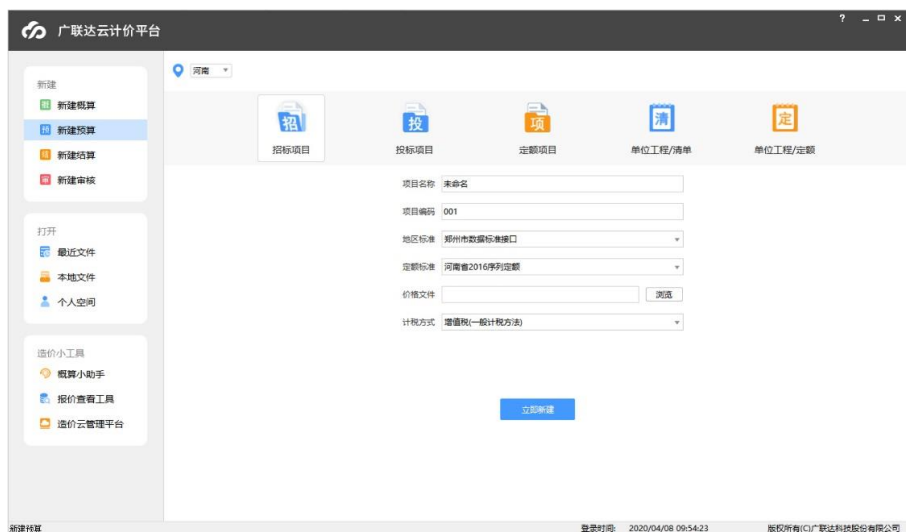 广联达云计价平台
?
新建
新建概算
新建预算
新建结算
新建审核
打开
最近文件
本地文件
个人空间
造价小工具
概算小助手
报价查看工具
造价云管理平台
河南
招
招标项目
投
投标项目
项
定额项目
清
单位工程/清单
定
单位工程/定额
项目名称 未命名
项目编码 001
地区标准 郑州市数据标准接口
定额标准 河南省2016序列定额
价格文件 浏览
计税方式 增值税(一般计税方法)
立即新建
新建预算 登录时间: 2020/04/08 09:54:23 版权所有(C)广联达科技股份有限公司